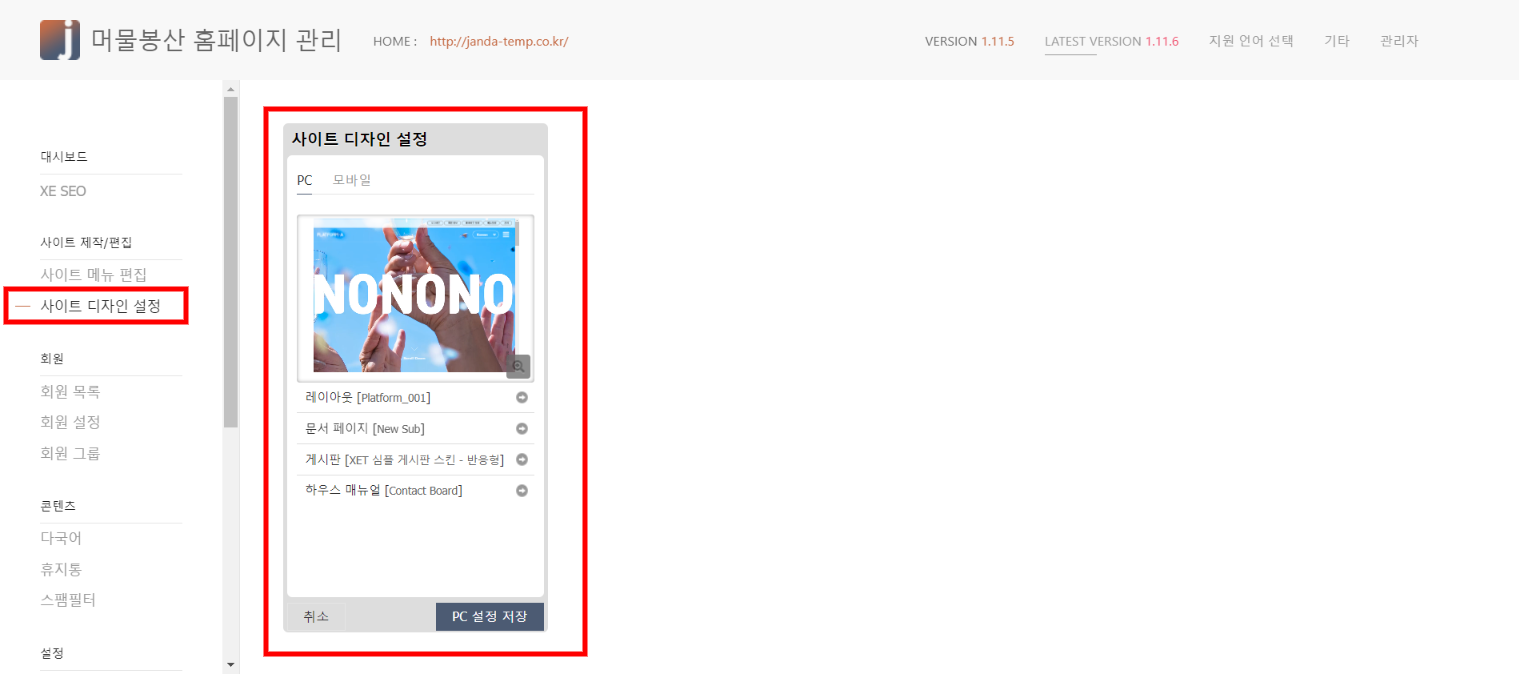 j 머물봉산 홈페이지 관리 HOME : http://janda-temp.co.kr/ VERSION 1.11.5 LATEST VERSION 1.11.6 지원 언어 선택 기타 관리자
대시보드
XE SEO
사이트 제작/편집
사이트 메뉴 편집
사이트 디자인 설정
회원
회원 목록
회원 설정
회원 그룹
콘텐츠
다국어
휴지통
스팸필터
설정
사이트 디자인 설정
PC 모바일
NONONO
레이아웃 [Platform_001]
문서 페이지 [New Sub]
게시판 [XET 심플 게시판 스킨 - 반응형]
하우스 매뉴얼 [Contact Board]
취소 PC 설정 저장